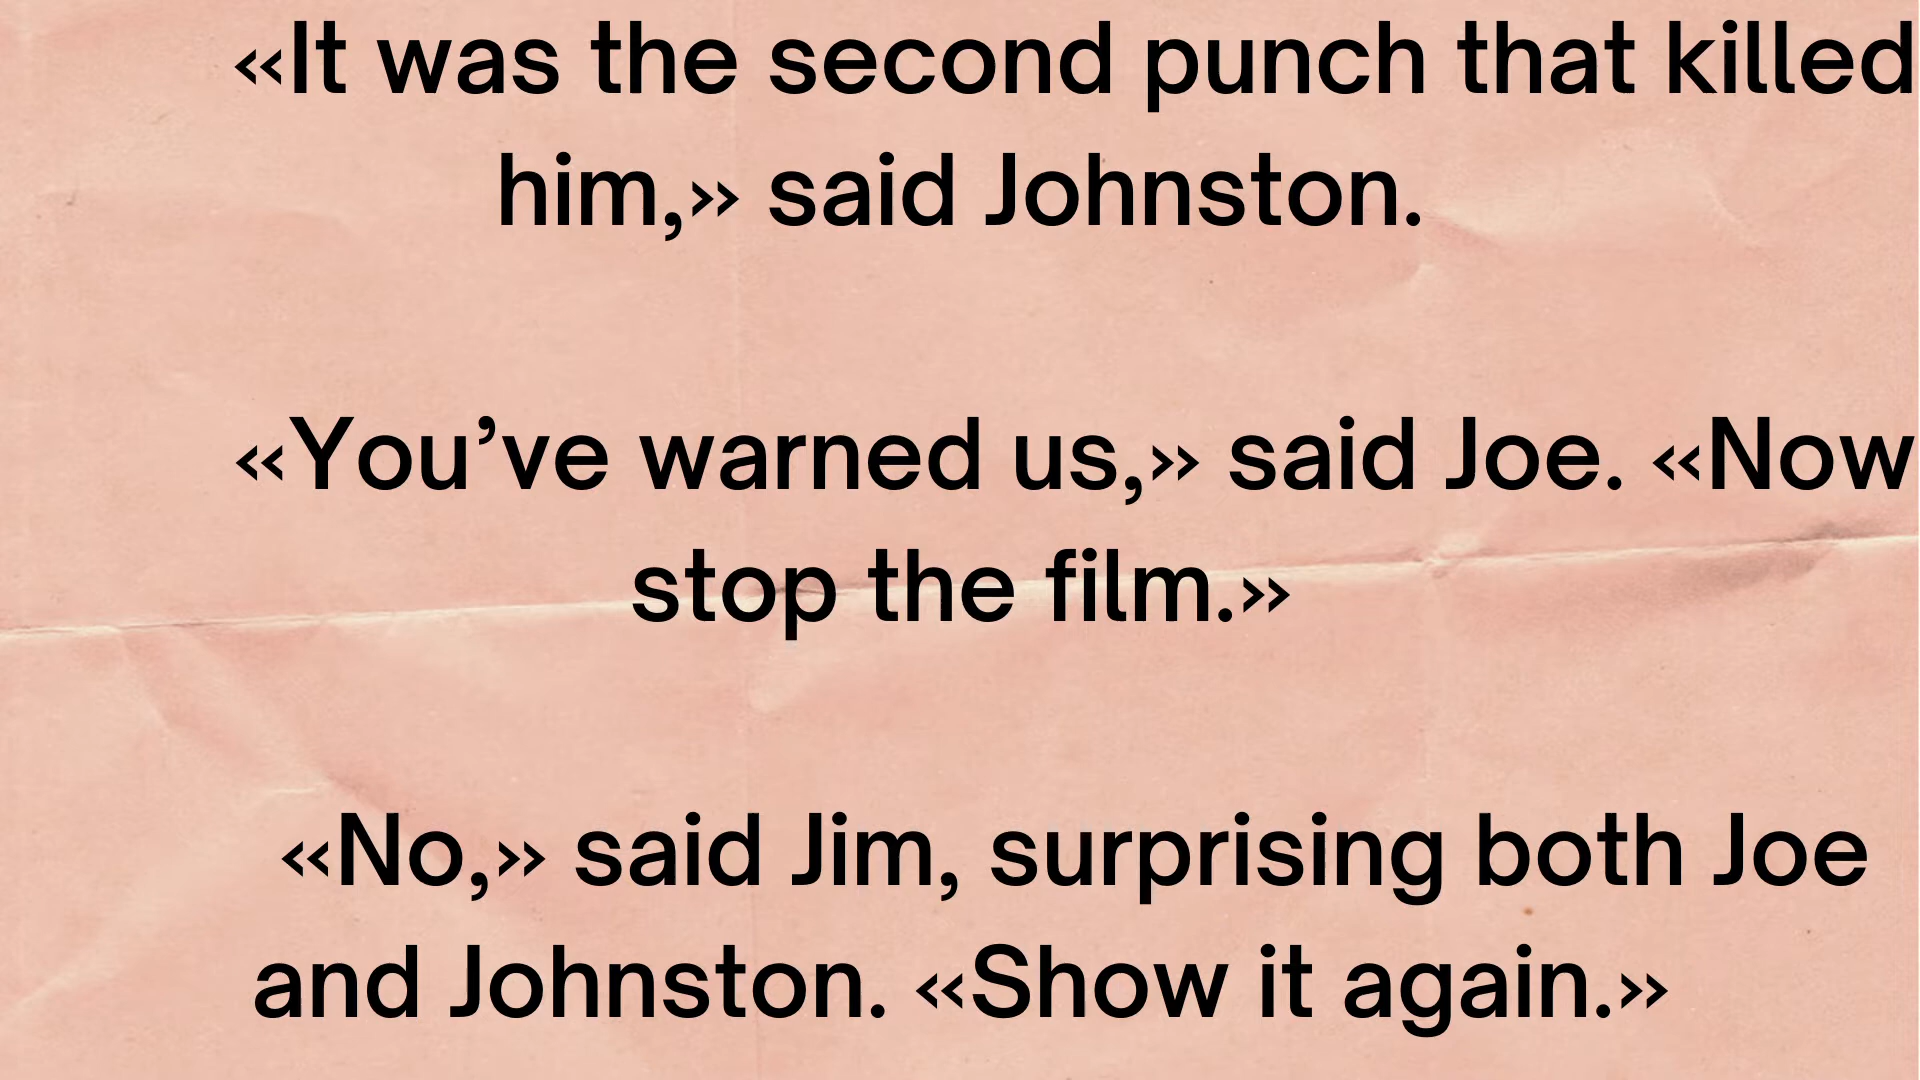 «It was the second punch that killed
him,» said Johnston.
«You’ve warned us,» said Joe. «Now
stop the film.»
«No,» said Jim, surprising both Joe
and Johnston. «Show it again.»